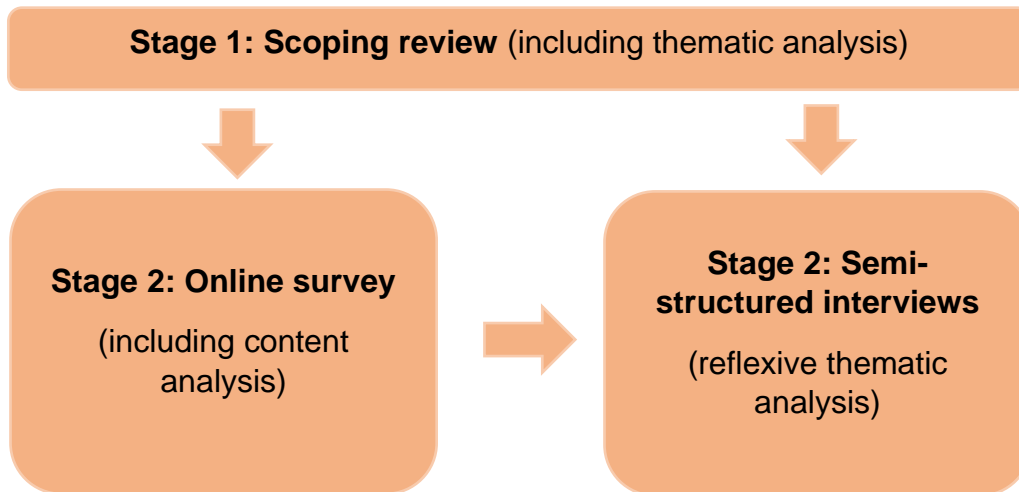 Stage 1: Scoping review (including thematic analysis)
Stage 2: Online survey
(including content
analysis)
Stage 2: Semi-
structured interviews
(reflexive thematic
analysis)